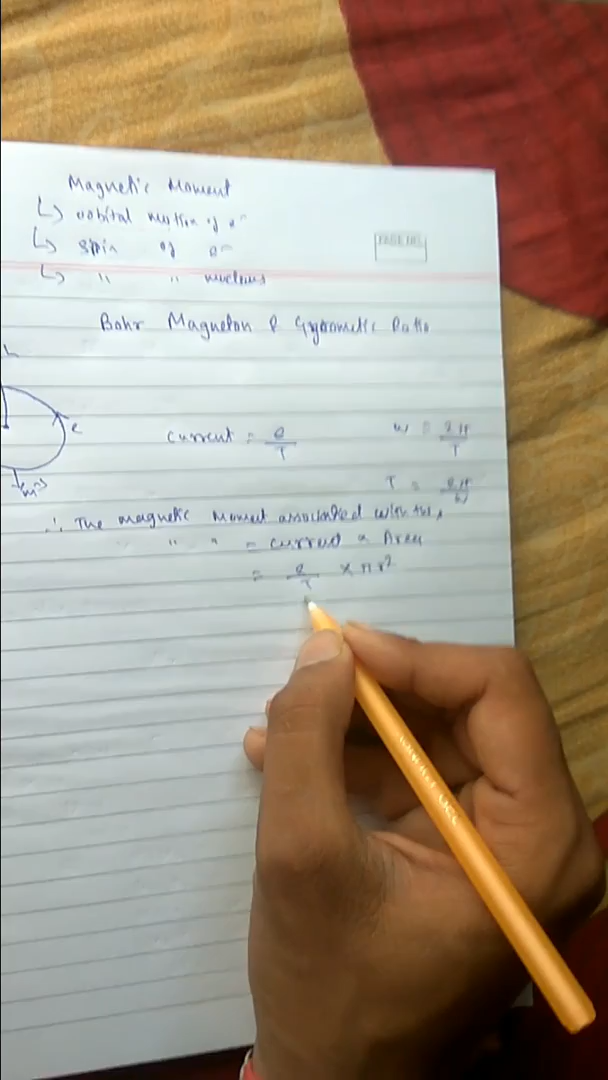 Magnetic Moment
↳ orbital motion of e⁻
↳ spin of e⁻
↳ " " nucleus
Bohr Magneton & Gyrometic Ratio
e
current = e/T
w = 2π/T
T = 2π/w
m
∴ The magnetic Moment associated with this
" " = current x Area
= e/T × πr²